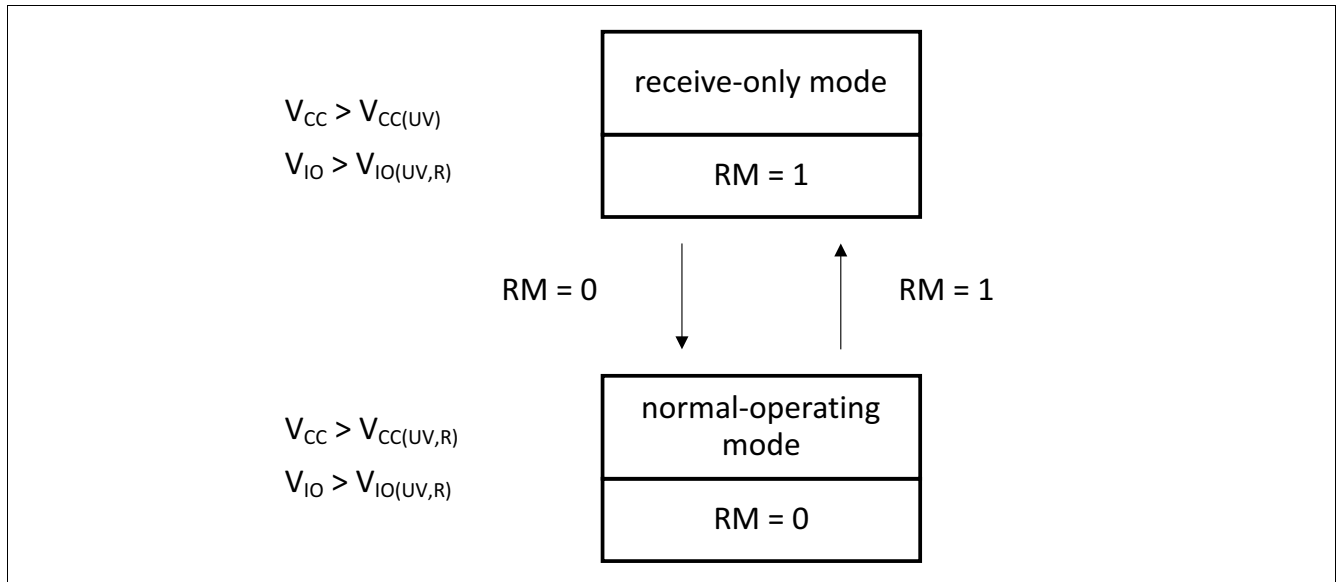 receive-only mode
V_CC > V_CC(UV)
V_IO > V_IO(UV,R)
RM = 1
RM = 0
RM = 1
normal-operating
mode
V_CC > V_CC(UV,R)
V_IO > V_IO(UV,R)
RM = 0